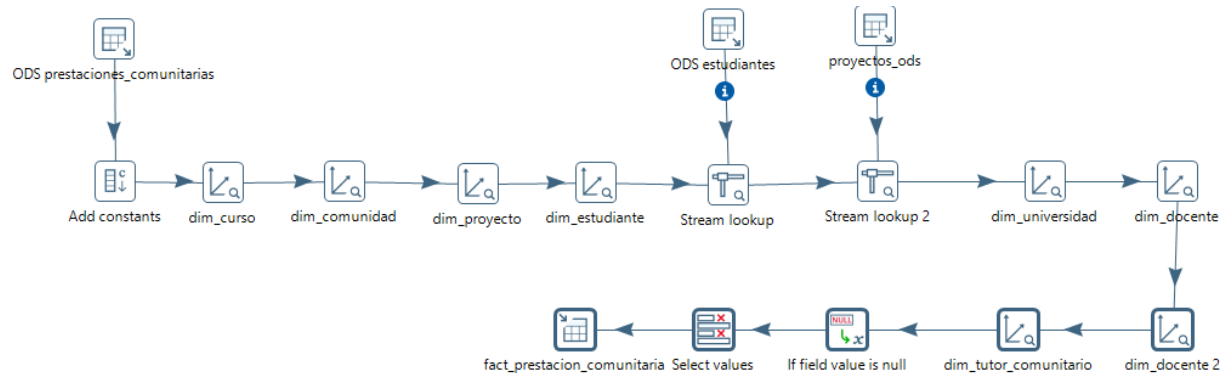 ODS prestaciones_comunitarias
ODS estudiantes
proyectos_ods
Add constants
dim_curso
dim_comunidad
dim_proyecto
dim_estudiante
Stream lookup
Stream lookup 2
dim_universidad
dim_docente
fact_prestacion_comunitaria
Select values
NULL
x
If field value is null
dim_tutor_comunitario
dim_docente 2